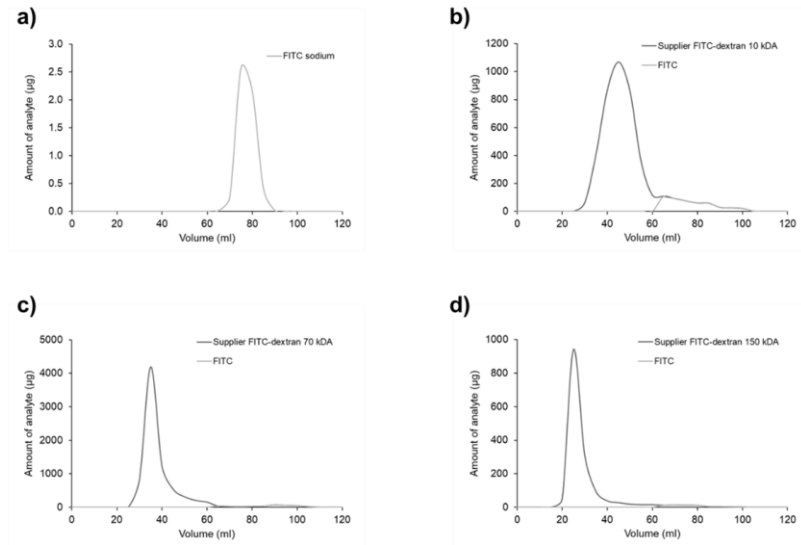 a)
FITC sodium
Amount of analyte (µg)
3.0
2.5
2.0
1.5
1.0
0.5
0.0
0 20 40 60 80 100 120
Volume (ml)
b)
Supplier FITC-dextran 10 kDA
FITC
Amount of analyte (µg)
1200
1000
800
600
400
200
0
0 20 40 60 80 100 120
Volume (ml)
c)
Supplier FITC-dextran 70 kDA
FITC
Amount of analyte (µg)
5000
4000
3000
2000
1000
0
0 20 40 60 80 100 120
Volume (ml)
d)
Supplier FITC-dextran 150 kDA
FITC
Amount of analyte (µg)
1000
800
600
400
200
0
0 20 40 60 80 100 120
Volume (ml)